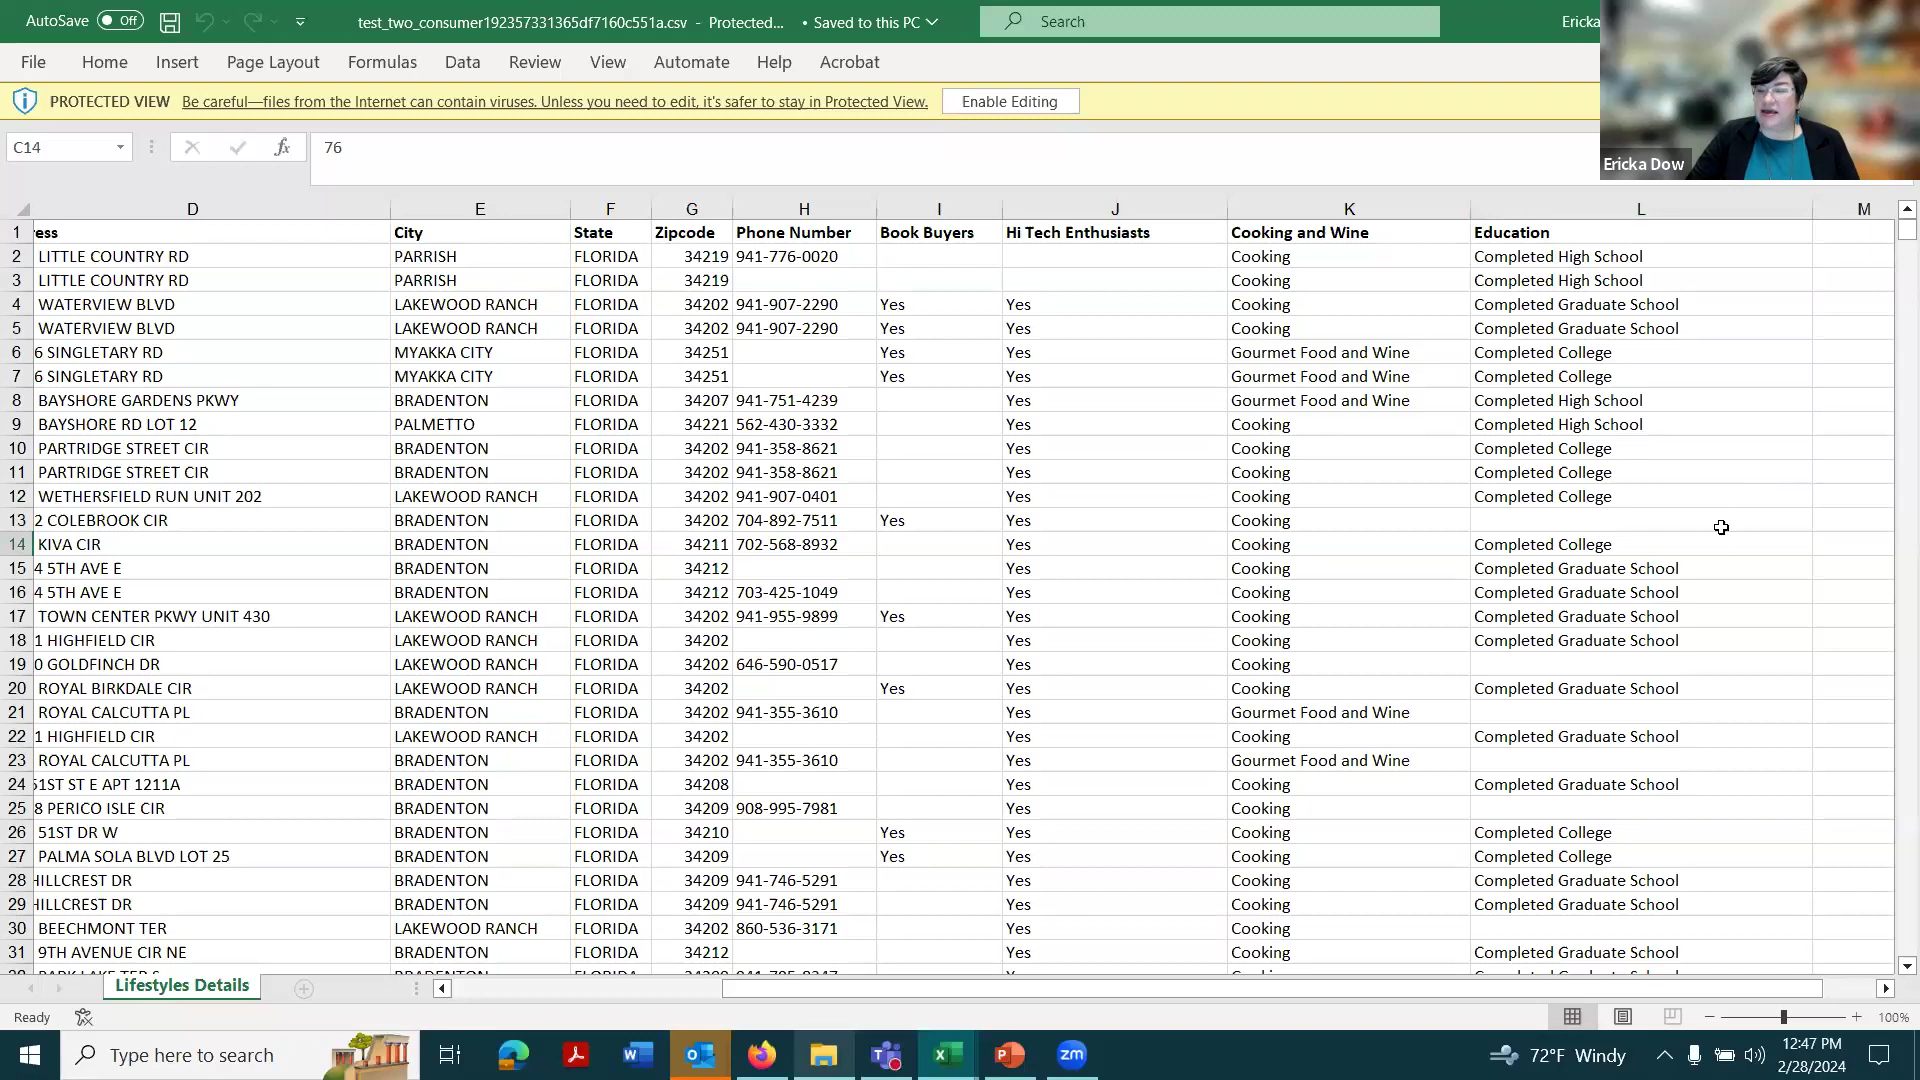 AutoSave Off test_two_consumer192357331365df7160c551a.csv - Protected... • Saved to this PC Search Ericka
File Home Insert Page Layout Formulas Data Review View Automate Help Acrobat
PROTECTED VIEW Be careful—files from the Internet can contain viruses. Unless you need to edit, it's safer to stay in Protected View. Enable Editing
Ericka Dow
C14 fx 76
D E F G H I J K L M
1 ress City State Zipcode Phone Number Book Buyers Hi Tech Enthusiasts Cooking and Wine Education
2 LITTLE COUNTRY RD PARRISH FLORIDA 34219 941-776-0020 Cooking Completed High School
3 LITTLE COUNTRY RD PARRISH FLORIDA 34219 Cooking Completed High School
4 WATERVIEW BLVD LAKEWOOD RANCH FLORIDA 34202 941-907-2290 Yes Yes Cooking Completed Graduate School
5 WATERVIEW BLVD LAKEWOOD RANCH FLORIDA 34202 941-907-2290 Yes Yes Cooking Completed Graduate School
6 6 SINGLETARY RD MYAKKA CITY FLORIDA 34251 Yes Yes Gourmet Food and Wine Completed College
7 6 SINGLETARY RD MYAKKA CITY FLORIDA 34251 Yes Yes Gourmet Food and Wine Completed College
8 BAYSHORE GARDENS PKWY BRADENTON FLORIDA 34207 941-751-4239 Yes Gourmet Food and Wine Completed High School
9 BAYSHORE RD LOT 12 PALMETTO FLORIDA 34221 562-430-3332 Yes Cooking Completed High School
10 PARTRIDGE STREET CIR BRADENTON FLORIDA 34202 941-358-8621 Yes Cooking Completed College
11 PARTRIDGE STREET CIR BRADENTON FLORIDA 34202 941-358-8621 Yes Cooking Completed College
12 WETHERSFIELD RUN UNIT 202 LAKEWOOD RANCH FLORIDA 34202 941-907-0401 Yes Cooking Completed College
13 2 COLEBROOK CIR BRADENTON FLORIDA 34202 704-892-7511 Yes Yes Cooking
14 KIVA CIR BRADENTON FLORIDA 34211 702-568-8932 Yes Cooking Completed College
15 4 5TH AVE E BRADENTON FLORIDA 34212 Yes Cooking Completed Graduate School
16 4 5TH AVE E BRADENTON FLORIDA 34212 703-425-1049 Yes Cooking Completed Graduate School
17 TOWN CENTER PKWY UNIT 430 LAKEWOOD RANCH FLORIDA 34202 941-955-9899 Yes Yes Cooking Completed Graduate School
18 1 HIGHFIELD CIR LAKEWOOD RANCH FLORIDA 34202 Yes Cooking Completed Graduate School
19 0 GOLDFINCH DR LAKEWOOD RANCH FLORIDA 34202 646-590-0517 Yes Cooking
20 ROYAL BIRKDALE CIR LAKEWOOD RANCH FLORIDA 34202 Yes Yes Cooking Completed Graduate School
21 ROYAL CALCUTTA PL BRADENTON FLORIDA 34202 941-355-3610 Yes Gourmet Food and Wine
22 1 HIGHFIELD CIR LAKEWOOD RANCH FLORIDA 34202 Yes Cooking Completed Graduate School
23 ROYAL CALCUTTA PL BRADENTON FLORIDA 34202 941-355-3610 Yes Gourmet Food and Wine
24 51ST ST E APT 1211A BRADENTON FLORIDA 34208 Yes Cooking Completed Graduate School
25 8 PERICO ISLE CIR BRADENTON FLORIDA 34209 908-995-7981 Yes Cooking
26 51ST DR W BRADENTON FLORIDA 34210 Yes Yes Cooking Completed College
27 PALMA SOLA BLVD LOT 25 BRADENTON FLORIDA 34209 Yes Yes Cooking Completed College
28 HILLCREST DR BRADENTON FLORIDA 34209 941-746-5291 Yes Cooking Completed Graduate School
29 HILLCREST DR BRADENTON FLORIDA 34209 941-746-5291 Yes Cooking Completed Graduate School
30 BEECHMONT TER LAKEWOOD RANCH FLORIDA 34202 860-536-3171 Yes Cooking
31 9TH AVENUE CIR NE BRADENTON FLORIDA 34212 Yes Cooking Completed Graduate School
Lifestyles Details
Ready 100%
Type here to search zm 72°F Windy 12:47 PM
2/28/2024